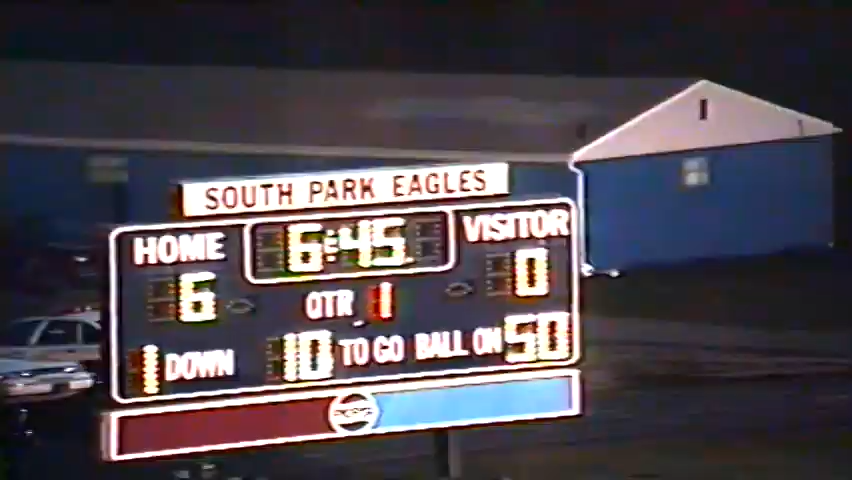 SOUTH PARK EAGLES
HOME 6:45 VISITOR
6 QTR 1 0
1 DOWN 10 TO GO BALL ON 50